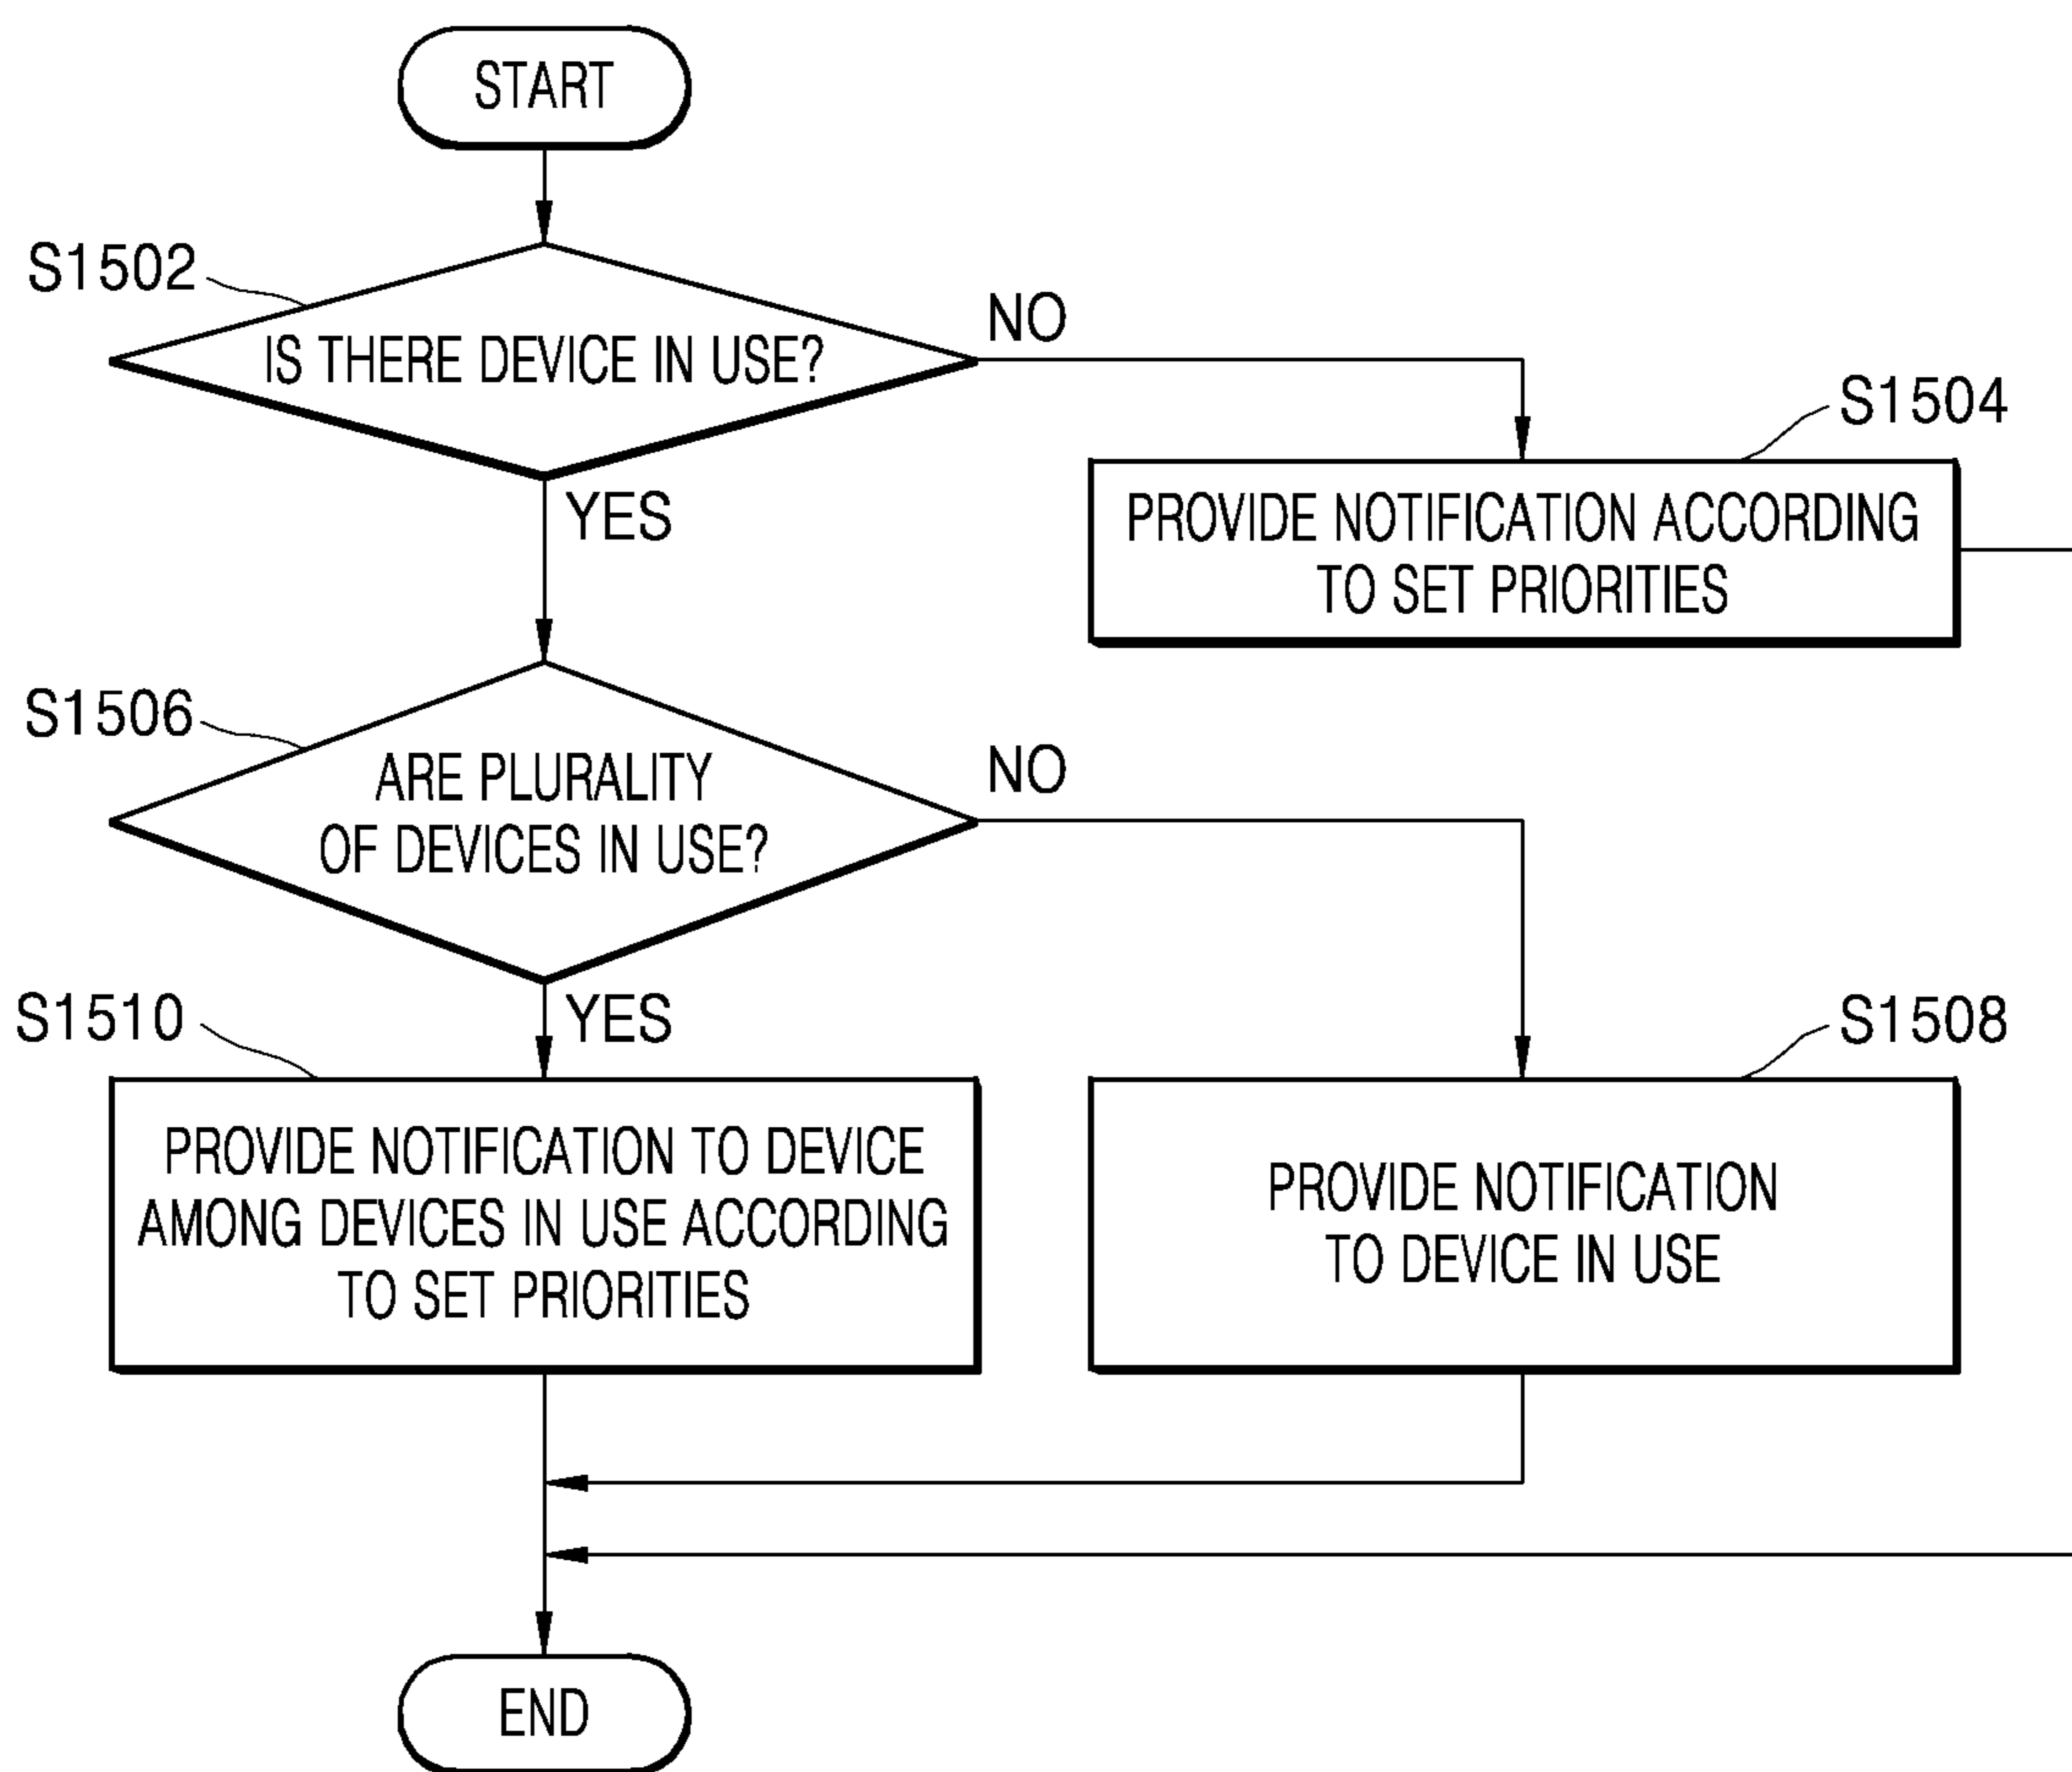 START
S1502
IS THERE DEVICE IN USE?
NO
S1504
PROVIDE NOTIFICATION ACCORDING
TO SET PRIORITIES
YES
S1506
ARE PLURALITY
OF DEVICES IN USE?
NO
S1510
YES
S1508
PROVIDE NOTIFICATION TO DEVICE
AMONG DEVICES IN USE ACCORDING
TO SET PRIORITIES
PROVIDE NOTIFICATION
TO DEVICE IN USE
END